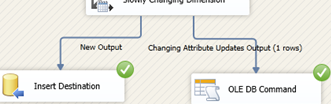 Slowly Changing Dimension
New Output
Changing Attribute Updates Output (1 rows)
Insert Destination
OLE DB Command